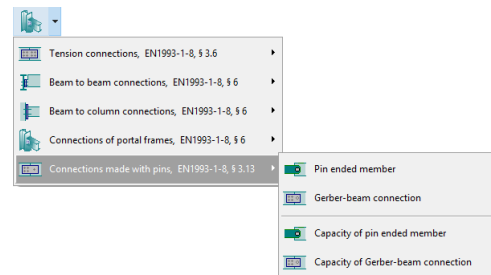 Tension connections, EN1993-1-8, § 3.6
Beam to beam connections, EN1993-1-8, § 6
Beam to column connections, EN1993-1-8, § 6
Connections of portal frames, EN1993-1-8, § 6
Connections made with pins, EN1993-1-8, § 3.13
Pin ended member
Gerber-beam connection
Capacity of pin ended member
Capacity of Gerber-beam connection